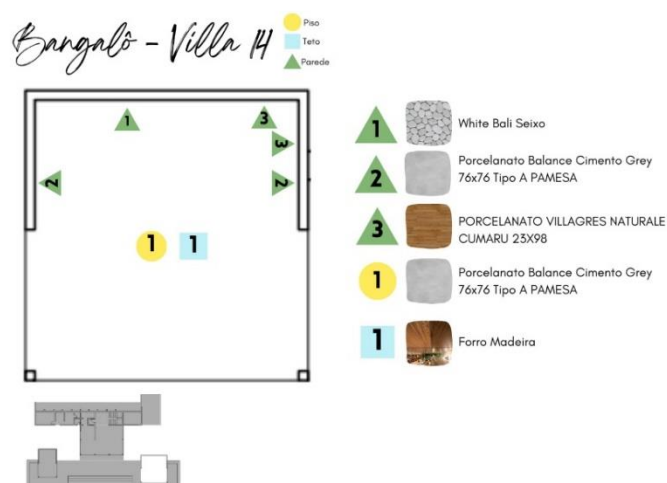 Bangalô - Villa 14
Piso
Teto
Parede
1
3
3
2
2
1
1
1
White Bali Seixo
2
Porcelanato Balance Cimento Grey
76x76 Tipo A PAMESA
3
PORCELANATO VILLAGRES NATURALE
CUMARU 23X98
1
Porcelanato Balance Cimento Grey
76x76 Tipo A PAMESA
1
Forro Madeira